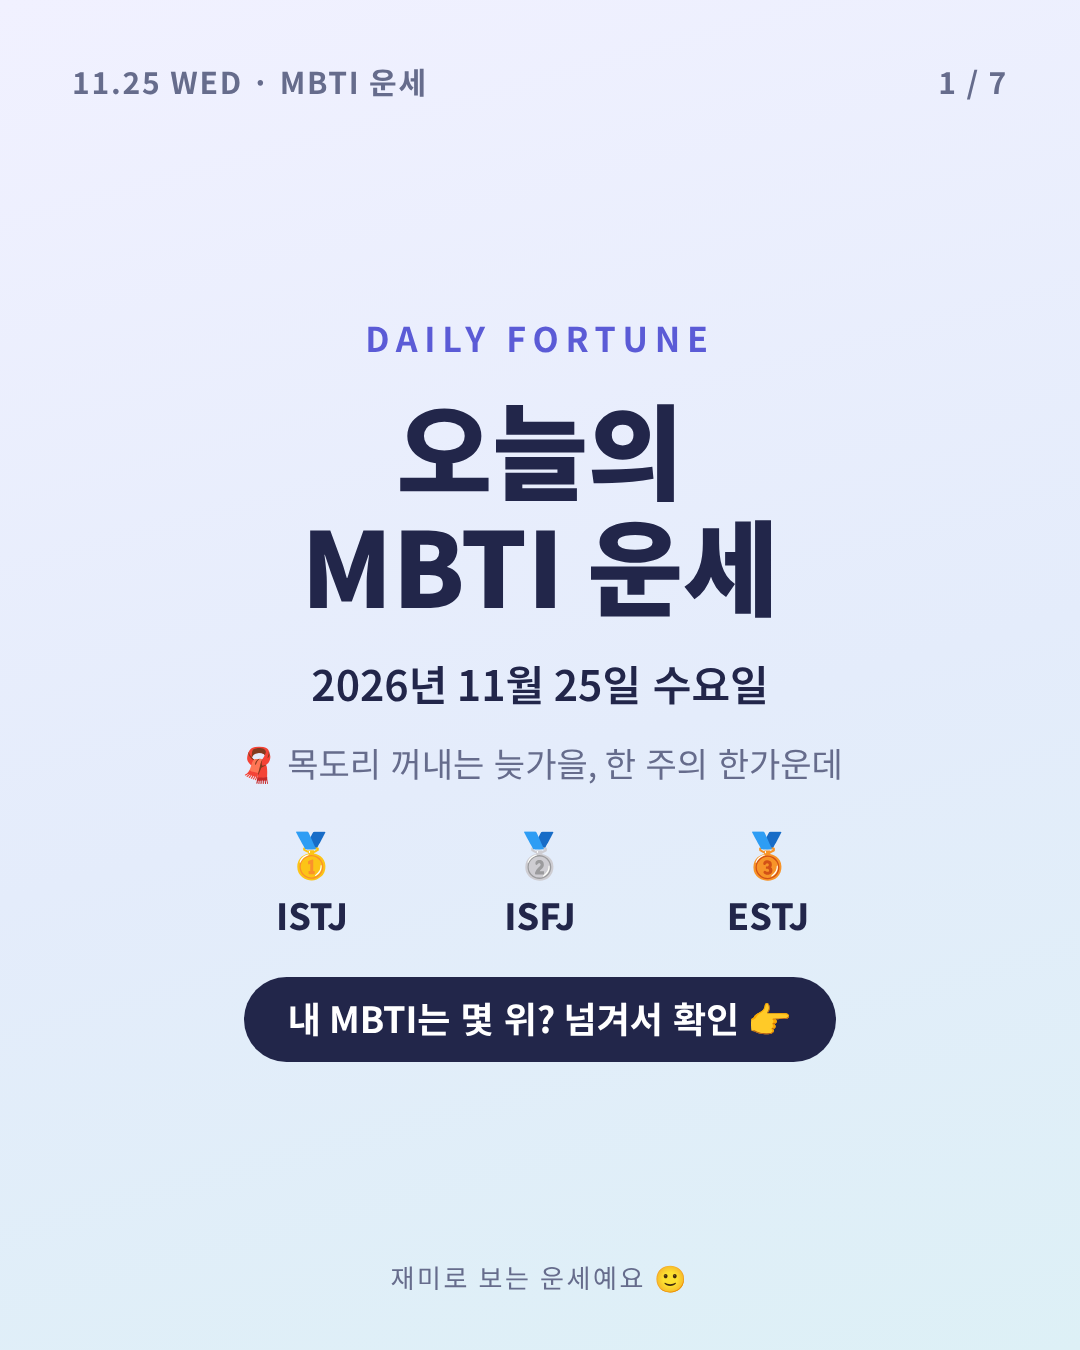 11.25 WED · MBTI 운세
1 / 7
DAILY FORTUNE
오늘의
MBTI 운세
2026년 11월 25일 수요일
🧣 목도리 꺼내는 늦가을, 한 주의 한가운데
🥇 🥈 🥉
ISTJ ISFJ ESTJ
내 MBTI는 몇 위? 넘겨서 확인 👉
재미로 보는 운세예요 🙂